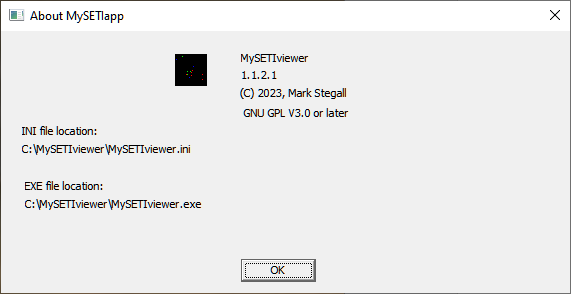 About MySETIapp
MySETIviewer
1.1.2.1
(C) 2023, Mark Stegall
GNU GPL V3.0 or later
INI file location:
C:\MySETIviewer\MySETIviewer.ini
EXE file location:
C:\MySETIviewer\MySETIviewer.exe
OK